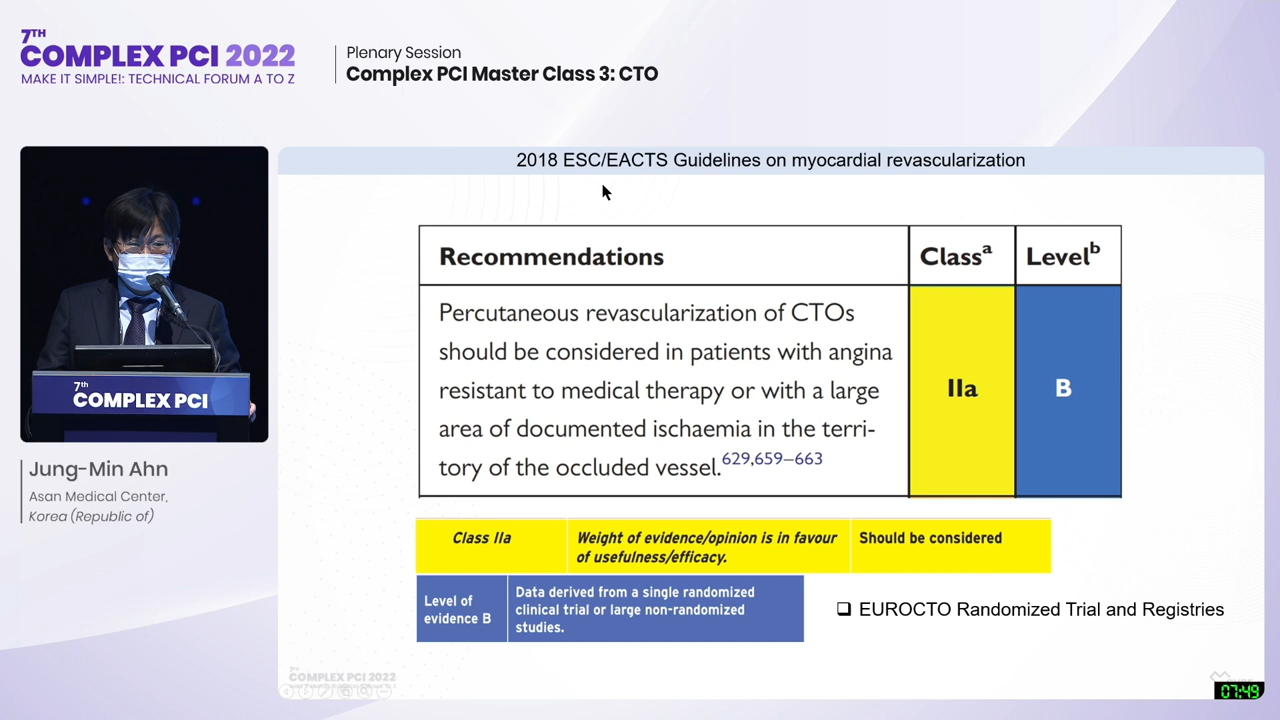 7TH
COMPLEX PCI 2022
MAKE IT SIMPLE!: TECHNICAL FORUM A TO Z
Plenary Session
Complex PCI Master Class 3: CTO
7th
COMPLEX PCI
Jung-Min Ahn
Asan Medical Center,
Korea (Republic of)
2018 ESC/EACTS Guidelines on myocardial revascularization
Recommendations Classa Levelb
Percutaneous revascularization of CTOs
should be considered in patients with angina
resistant to medical therapy or with a large
area of documented ischaemia in the terri-
tory of the occluded vessel.629,659–663
IIa B
Class IIa Weight of evidence/opinion is in favour
of usefulness/efficacy. Should be considered
Level of
evidence B
Data derived from a single randomized
clinical trial or large non-randomized
studies.
❑ EUROCTO Randomized Trial and Registries
7TH
COMPLEX PCI 2022
07:49